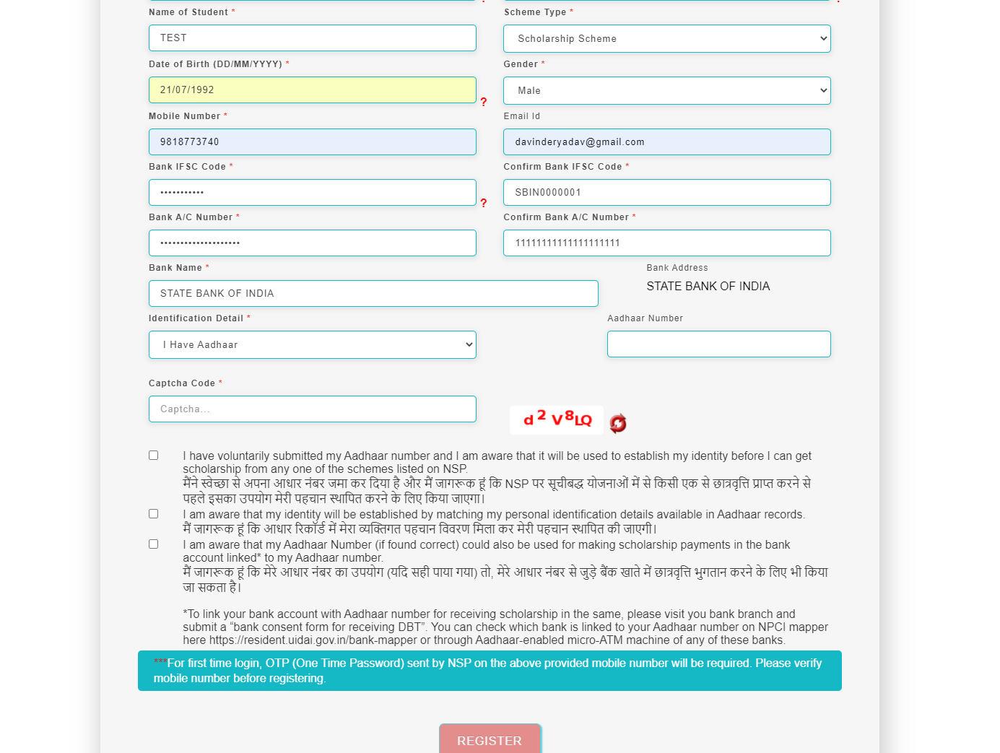 Name of Student *
Scheme Type *
TEST
Scholarship Scheme
Date of Birth (DD/MM/YYYY) *
Gender *
21/07/1992
?
Male
Mobile Number *
Email Id
9818773740
davinderyadav@gmail.com
Bank IFSC Code *
Confirm Bank IFSC Code *
•••••••••••
?
SBIN0000001
Bank A/C Number *
Confirm Bank A/C Number *
••••••••••••••••••••
11111111111111111111
Bank Name *
Bank Address
STATE BANK OF INDIA
STATE BANK OF INDIA
Identification Detail *
Aadhaar Number
I Have Aadhaar
Captcha Code *
Captcha...
d 2 V 8 LQ
I have voluntarily submitted my Aadhaar number and I am aware that it will be used to establish my identity before I can get
scholarship from any one of the schemes listed on NSP.
मैंने स्वेच्छा से अपना आधार नंबर जमा कर दिया है और मैं जागरूक हूं कि NSP पर सूचीबद्ध योजनाओं में से किसी एक से छात्रवृत्ति प्राप्त करने से
पहले इसका उपयोग मेरी पहचान स्थापित करने के लिए किया जाएगा।
I am aware that my identity will be established by matching my personal identification details available in Aadhaar records.
मैं जागरूक हूं कि आधार रिकॉर्ड में मेरा व्यक्तिगत पहचान विवरण मिला कर मेरी पहचान स्थापित की जाएगी।
I am aware that my Aadhaar Number (if found correct) could also be used for making scholarship payments in the bank
account linked* to my Aadhaar number.
मैं जागरूक हूं कि मेरे आधार नंबर का उपयोग (यदि सही पाया गया) तो, मेरे आधार नंबर से जुड़े बैंक खाते में छात्रवृत्ति भुगतान करने के लिए भी किया
जा सकता है।
*To link your bank account with Aadhaar number for receiving scholarship in the same, please visit you bank branch and
submit a “bank consent form for receiving DBT”. You can check which bank is linked to your Aadhaar number on NPCI mapper
here https://resident.uidai.gov.in/bank-mapper or through Aadhaar-enabled micro-ATM machine of any of these banks.
***For first time login, OTP (One Time Password) sent by NSP on the above provided mobile number will be required. Please verify
mobile number before registering.
REGISTER